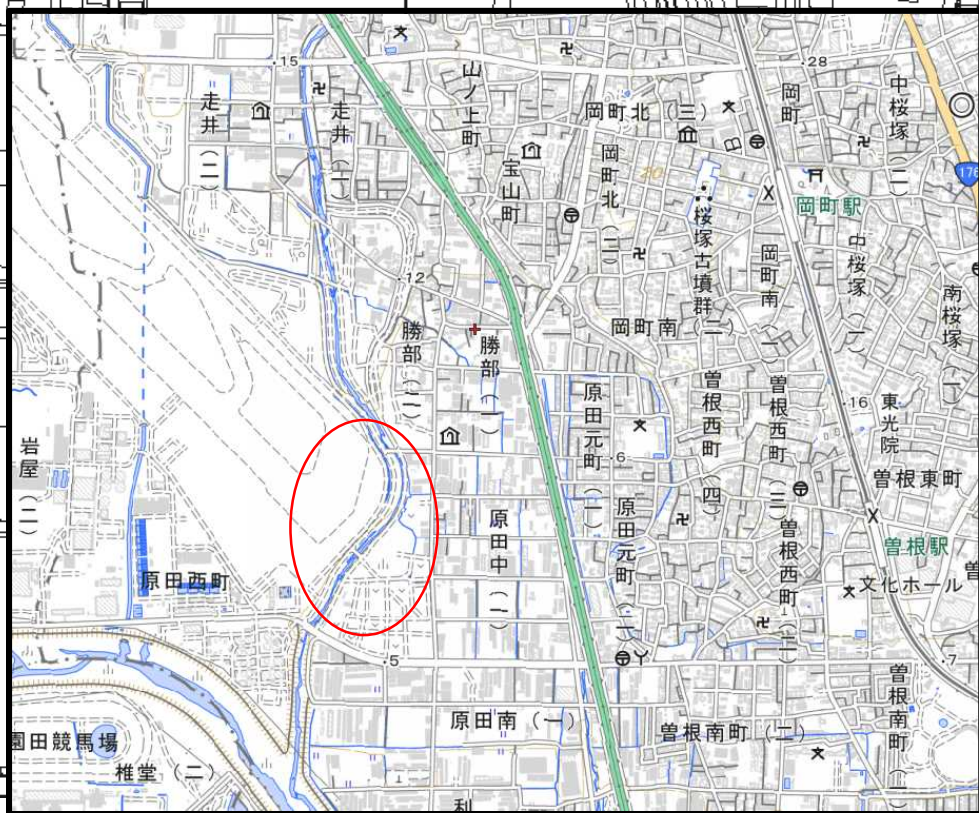 .15
走井（二）
走井（一）
山ノ上町
宝山町
岡町北（三）
岡町北（二）
20
桜塚古墳群
岡町
.28
中桜塚（二）
176
岡町駅
中桜塚（一）
南桜塚（一）
岡町南（一）
岡町南（二）
.12
勝部（二）
勝部（一）
原田元町（一）
.6
曽根西町（四）
曽根西町（三）
.16
東光院
曽根東町
曽根駅
岩屋（二）
原田西町
原田中（一）
原田元町（二）
曽根西町（二）
文化ホール
曽
.5
.7
原田南（一）
曽根南町（二）
曽根南町（一）
園田競馬場
椎堂（二）
利